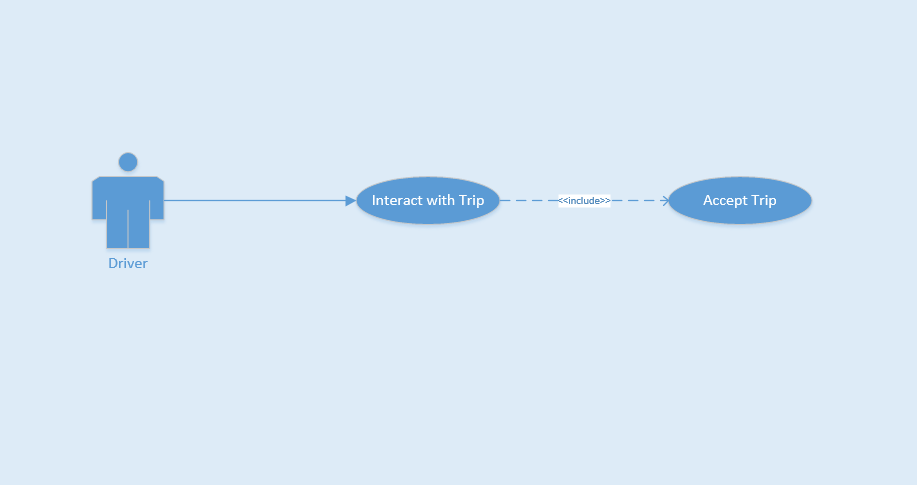 Interact with Trip
<<include>>
Accept Trip
Driver